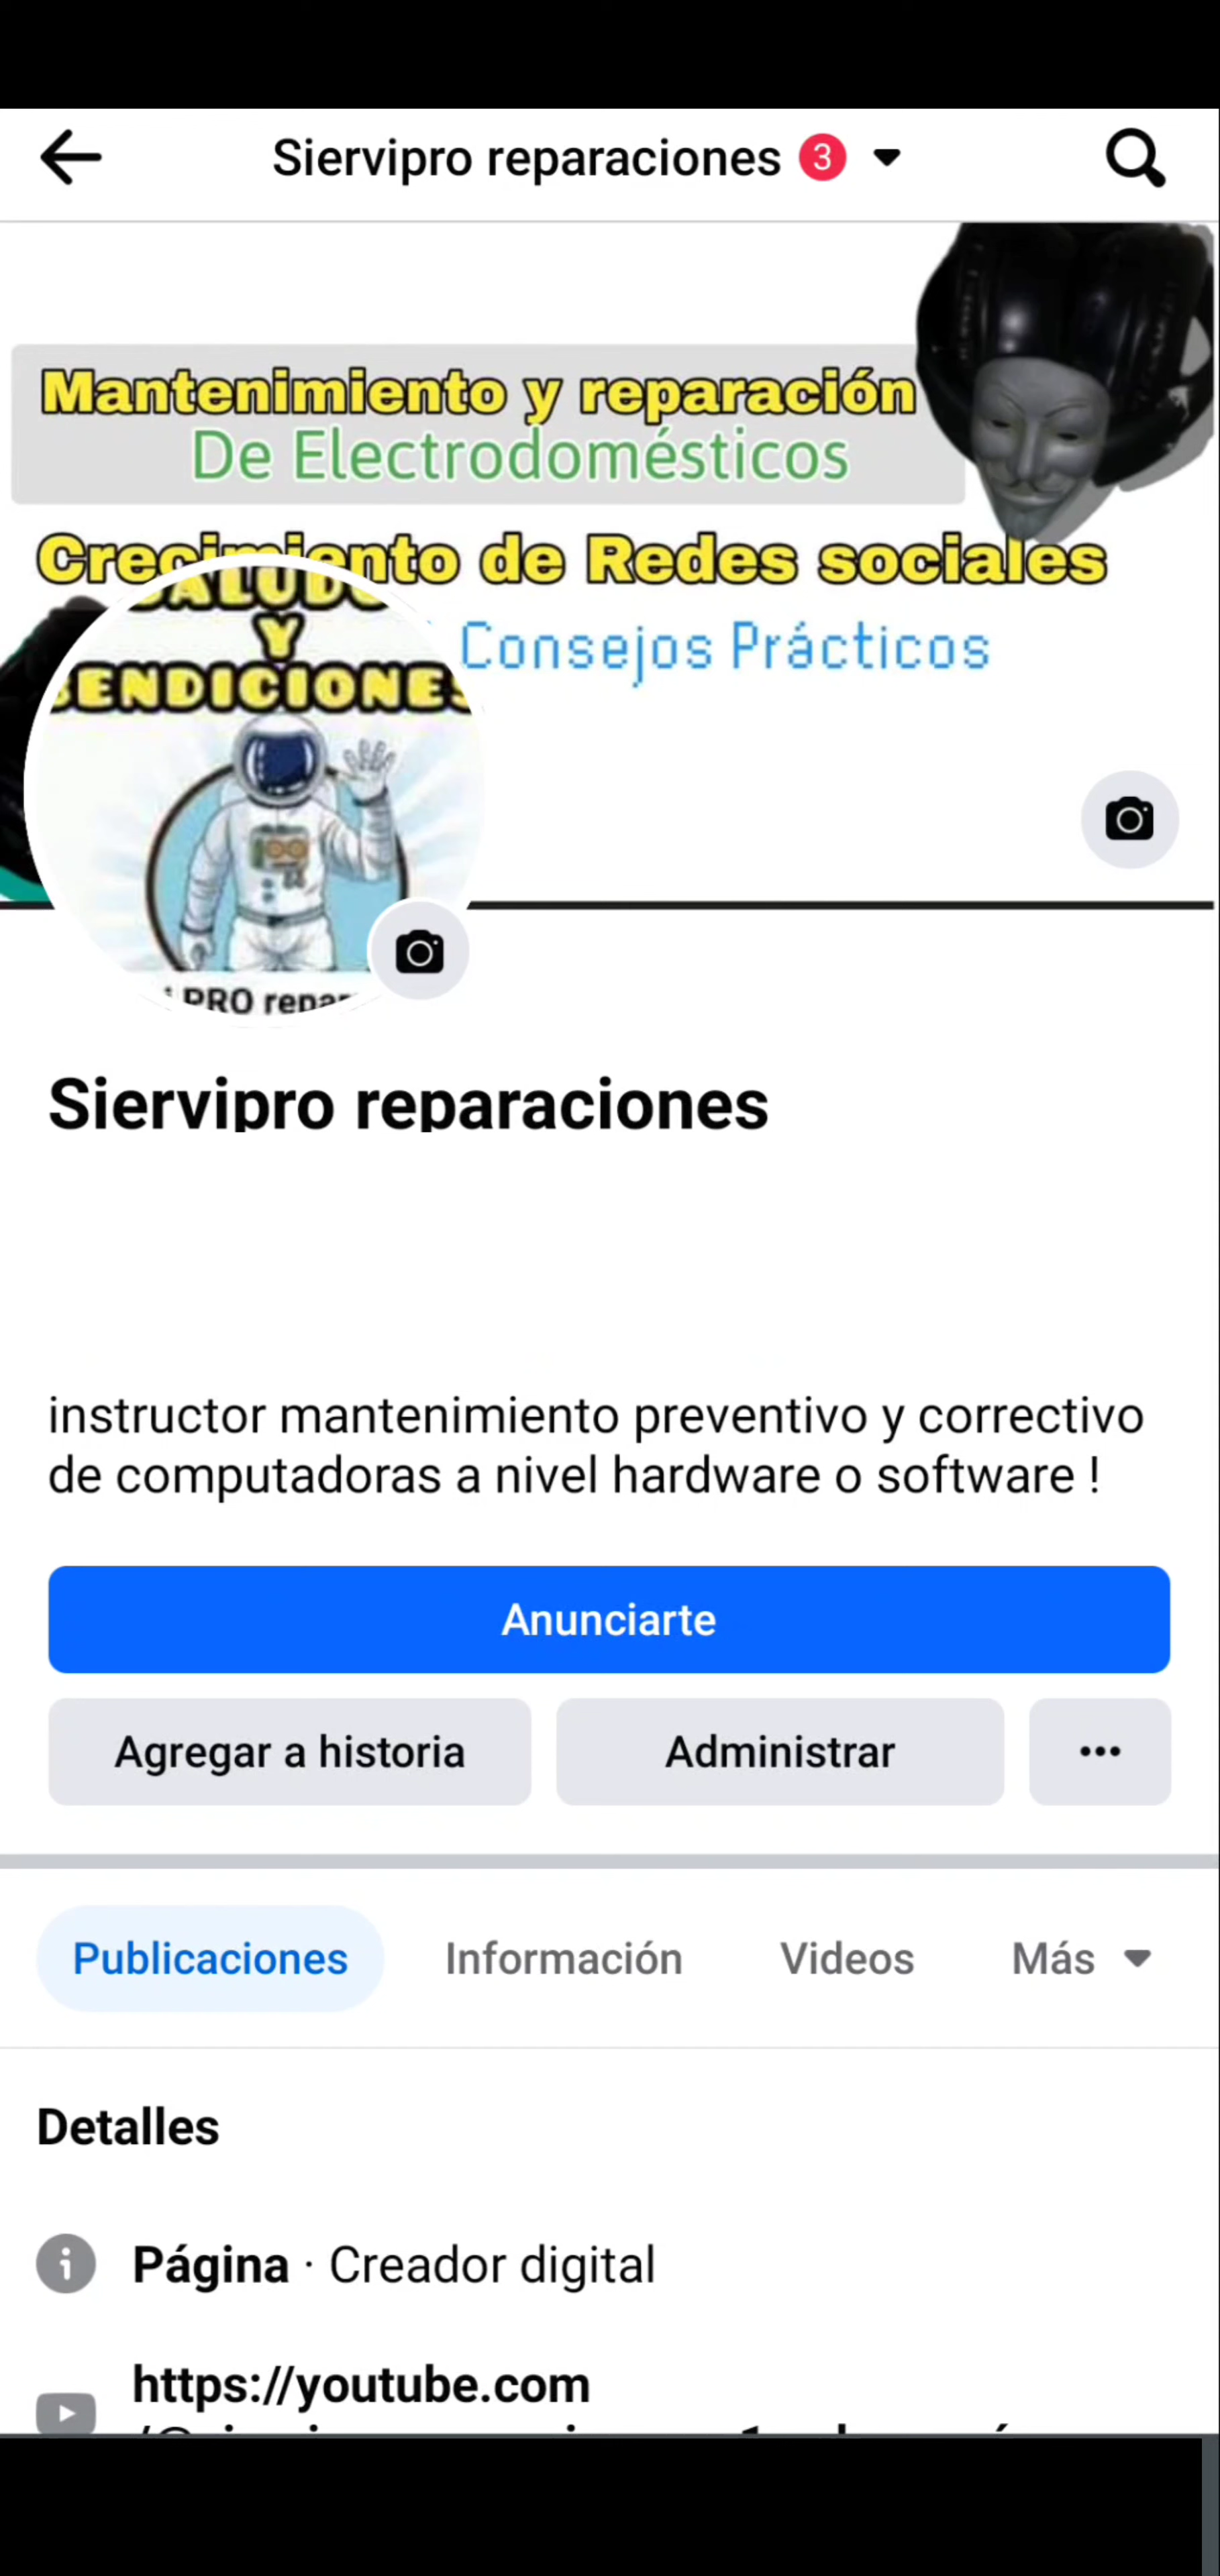 Siervipro reparaciones 3
Mantenimiento y reparación
De Electrodomésticos
Crecimiento de Redes sociales
Consejos Prácticos
Y
PRO
Siervipro reparaciones
instructor mantenimiento preventivo y correctivo
de computadoras a nivel hardware o software !
Anunciarte
Agregar a historia
Administrar
Publicaciones
Información
Videos
Más
Detalles
Página · Creador digital
https://youtube.com